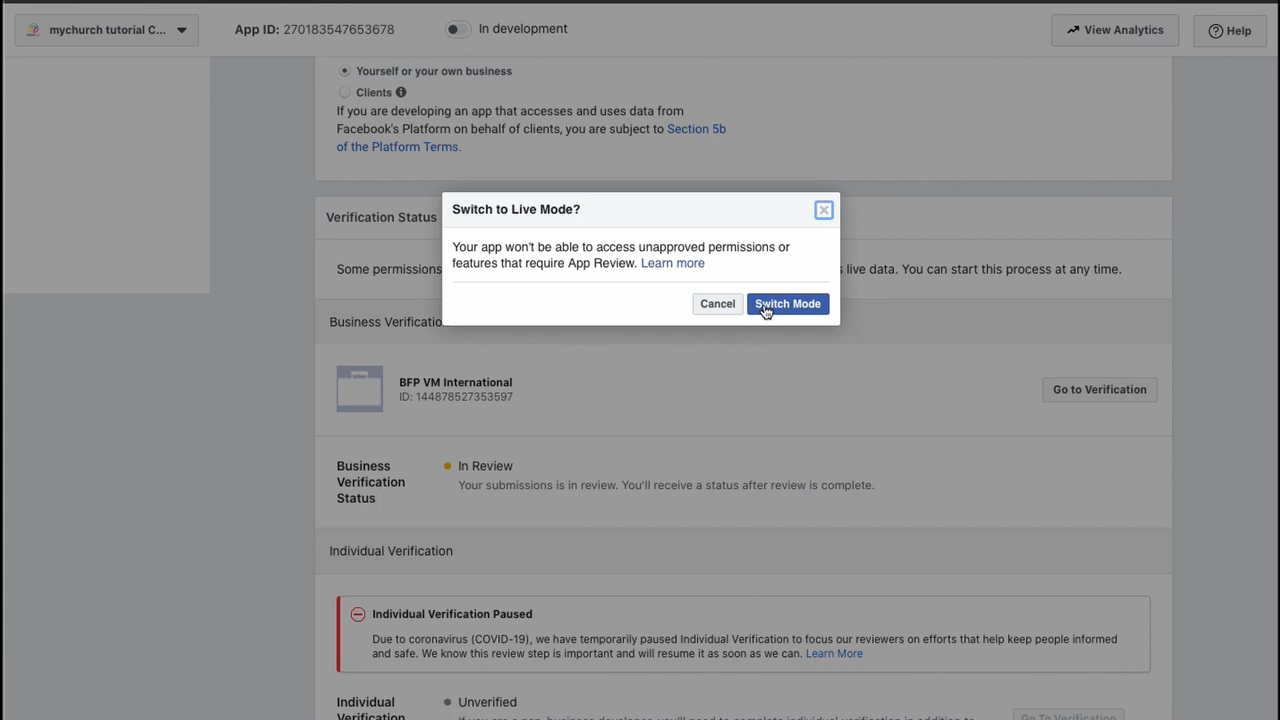 mychurch tutorial C...
App ID: 270183547653678
In development
View Analytics
Help
Yourself or your own business
Clients
If you are developing an app that accesses and uses data from
Facebook's Platform on behalf of clients, you are subject to Section 5b
of the Platform Terms.
Verification Status
Switch to Live Mode?
Your app won't be able to access unapproved permissions or
features that require App Review. Learn more
Cancel
Switch Mode
Some permissions
live data. You can start this process at any time.
Business Verification
BFP VM International
ID: 144878527353597
Go to Verification
Business
Verification
Status
In Review
Your submissions is in review. You'll receive a status after review is complete.
Individual Verification
Individual Verification Paused
Due to coronavirus (COVID-19), we have temporarily paused Individual Verification to focus our reviewers on efforts that help keep people informed
and safe. We know this review step is important and will resume it as soon as we can. Learn More
Individual
Verification
Unverified
Go To Verification